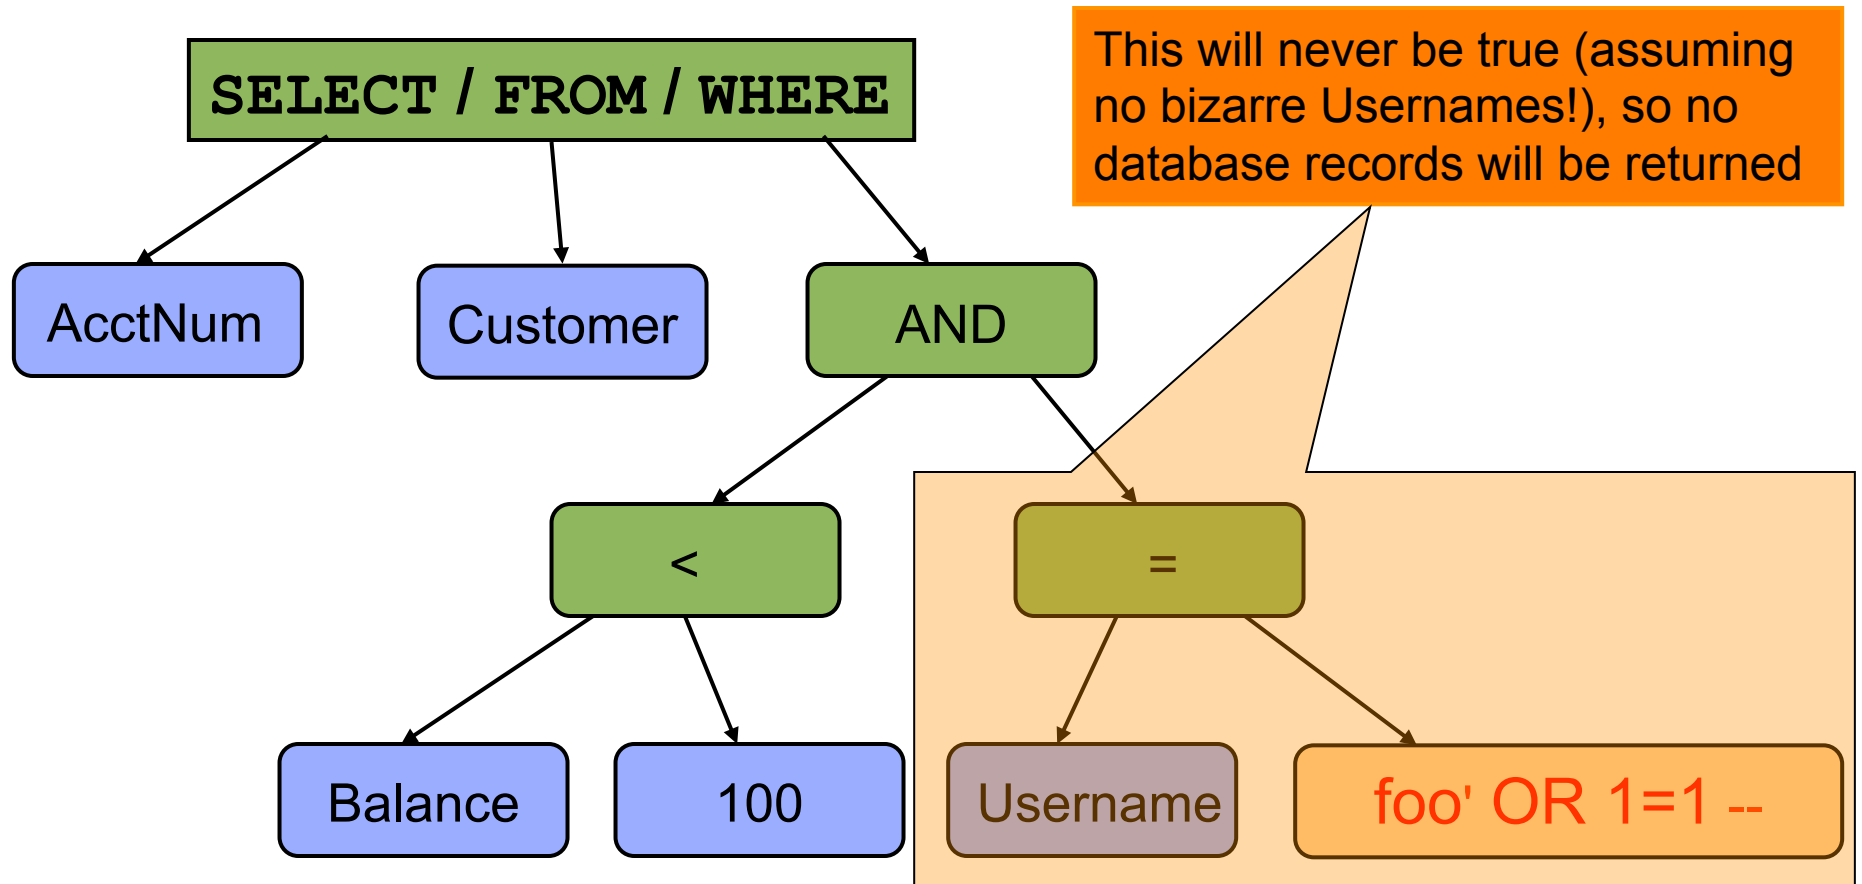 SELECT / FROM / WHERE
This will never be true (assuming
no bizarre Usernames!), so no
database records will be returned
AcctNum
Customer
AND
<
=
Balance
100
Username
foo' OR 1=1 --